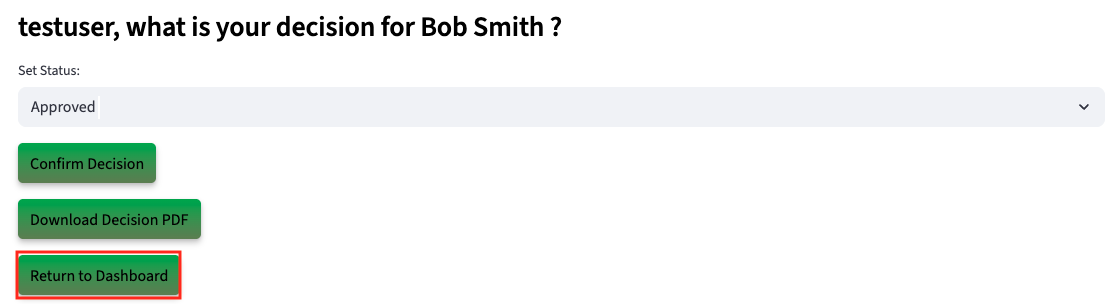 testuser, what is your decision for Bob Smith ?
Set Status:
Approved
Confirm Decision
Download Decision PDF
Return to Dashboard